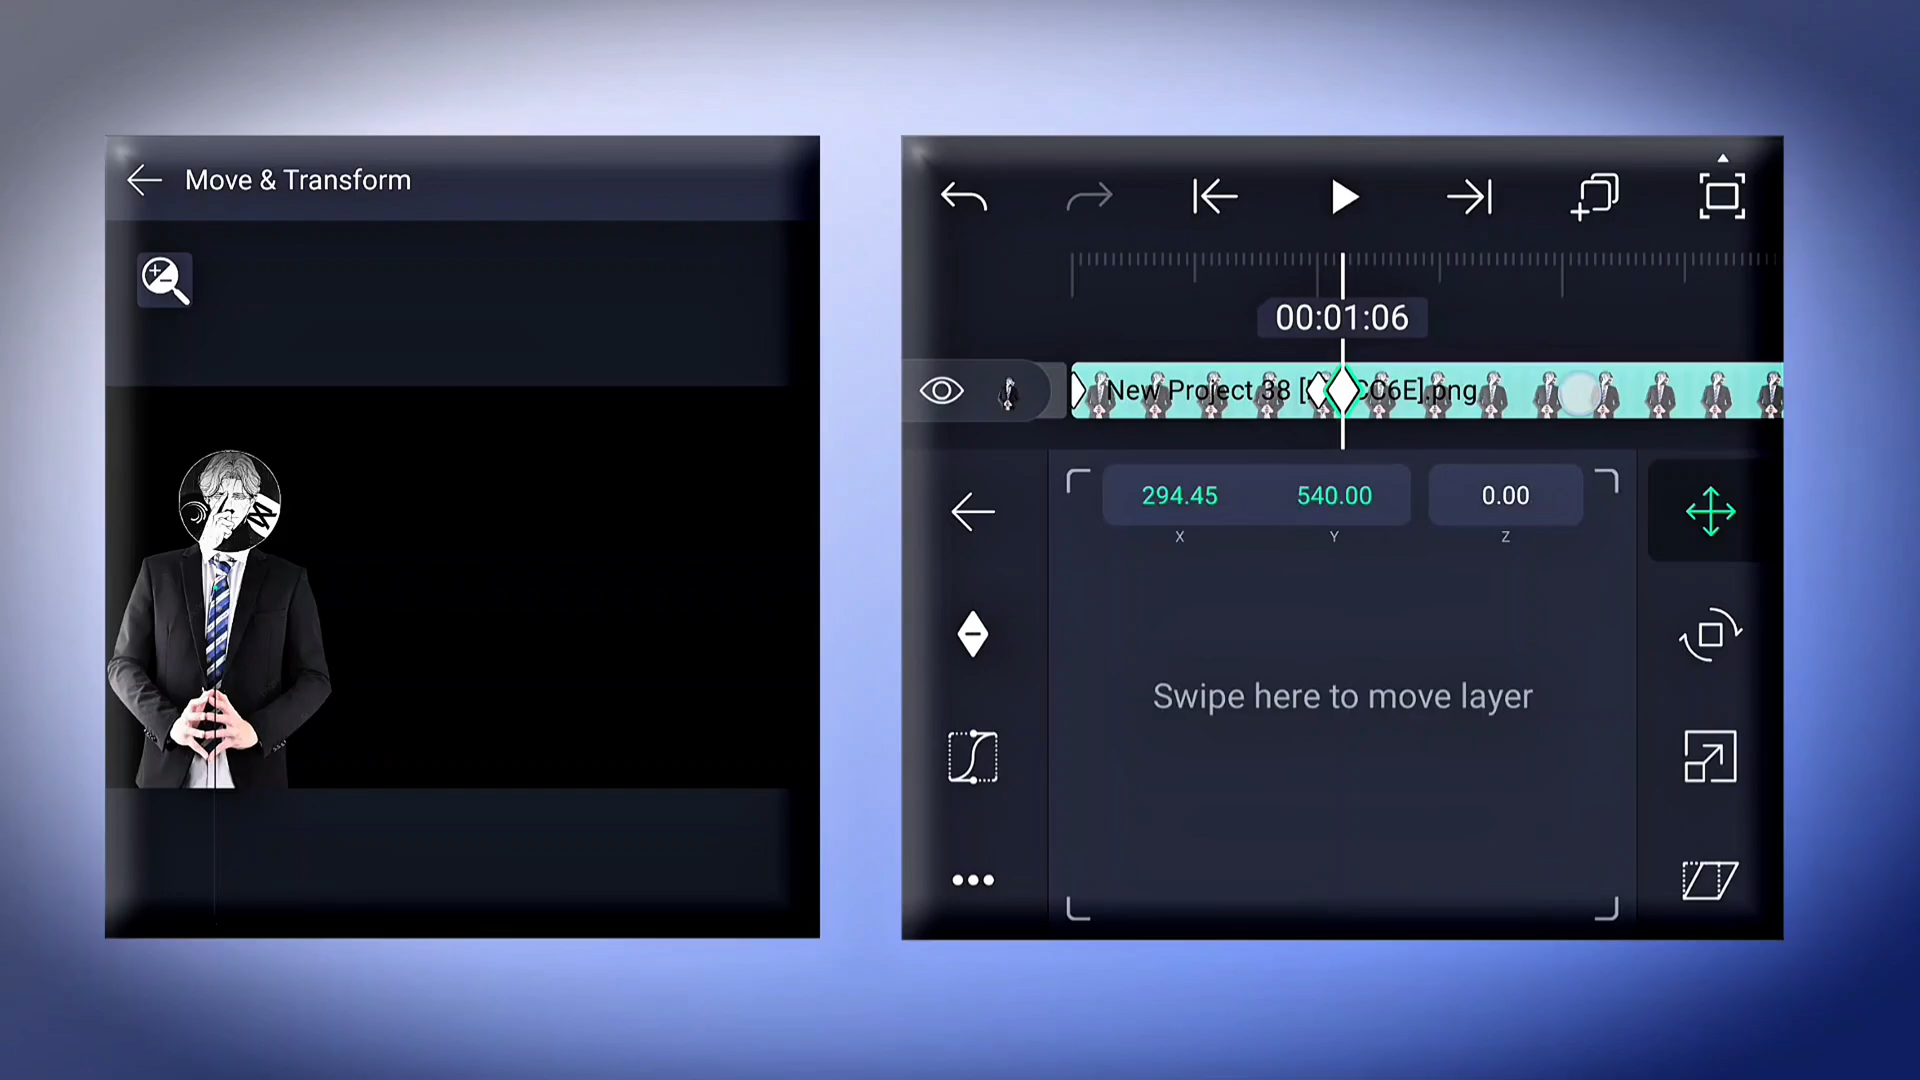 Move & Transform
00:01:06
New Project 38 [ CC6E].png
294.45 540.00 0.00
X Y Z
Swipe here to move layer